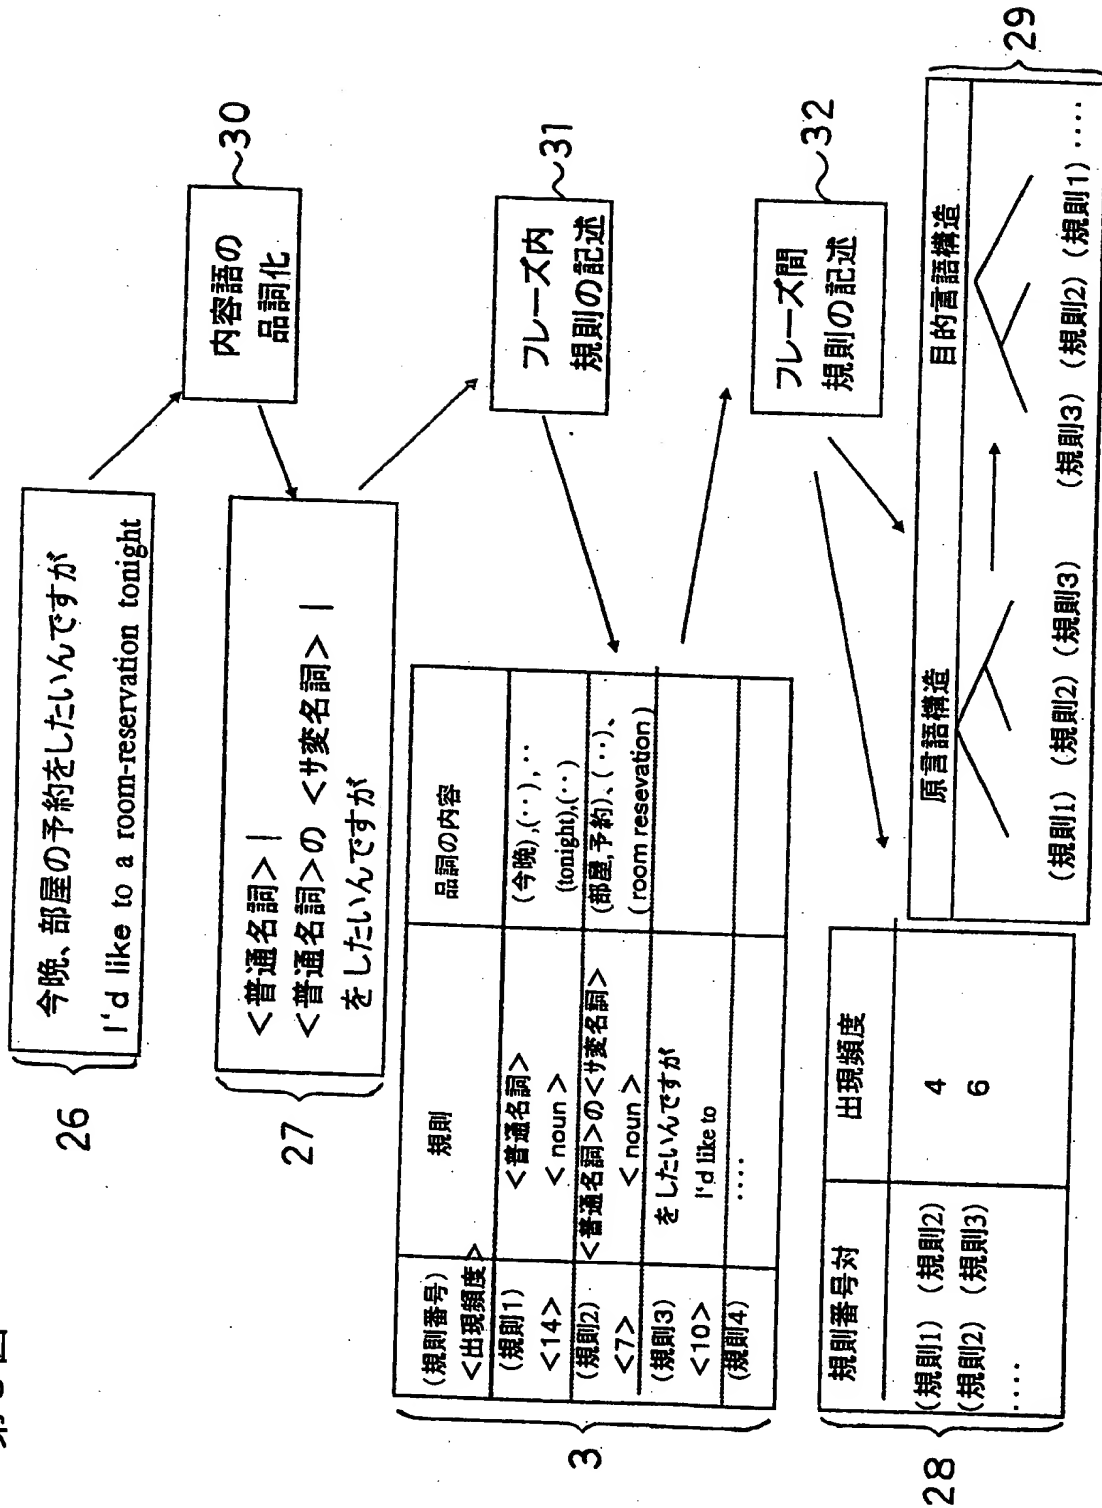 今晩、部屋の予約をしたいんですが
I'd like to a room-reservation tonight
26
内容語の
品詞化
30
<普通名詞> |
<普通名詞>の <サ変名詞> |
をしたいんですが
27
フレーズ内
規則の記述
31
(規則番号)
<出現頻度>
規則
品詞の内容
(規則1)
<14>
<普通名詞>
< noun >
(今晩),(··), ··
(tonight),(··)
(規則2)
<7>
<普通名詞>の<サ変名詞>
< noun >
(部屋,予約)、(··)、
( room resevation )
(規則3)
<10>
をしたいんですが
I'd like to
(規則4)
····
3
フレーズ間
規則の記述
32
規則番号対
出現頻度
(規則1) (規則2)
4
(規則2) (規則3)
6
····
28
原言語構造
目的言語構造
(規則1) (規則2) (規則3)
(規則3) (規則2) (規則1) ····
29